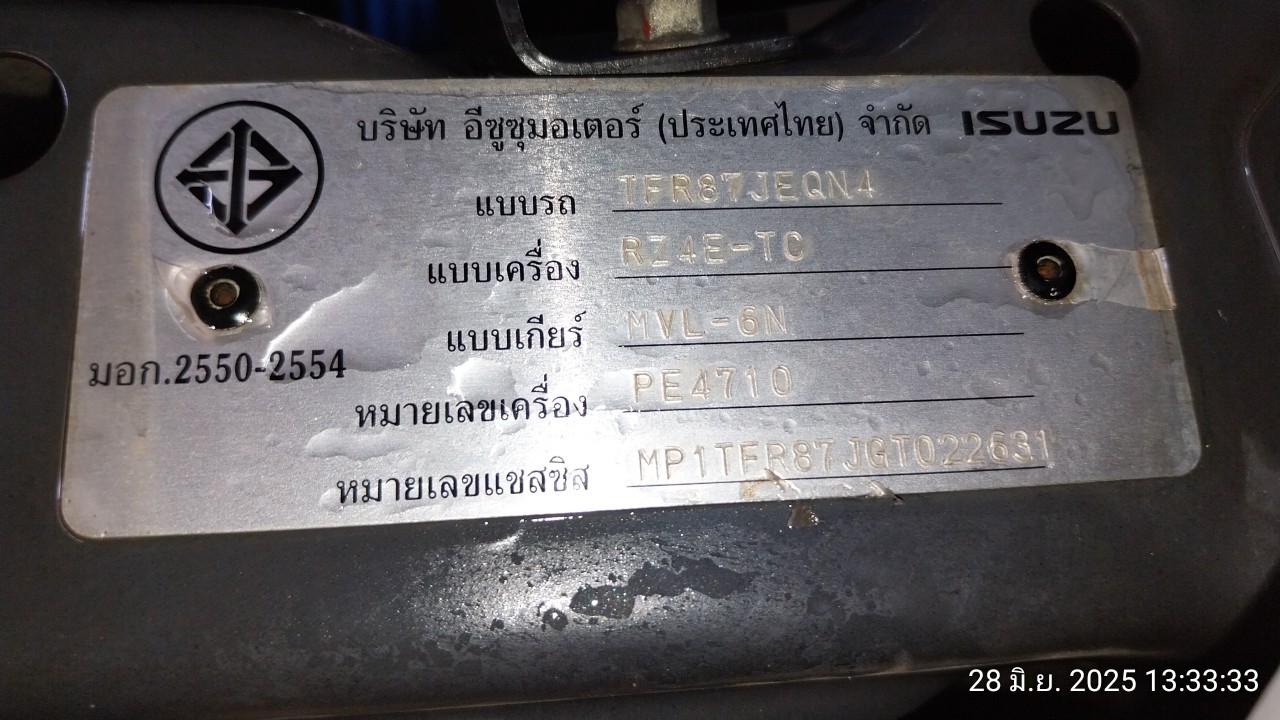 บริษัท อีซูซุมอเตอร์ (ประเทศไทย) จำกัด ISUZU
แบบรถ TFR87JEQN4
แบบเครื่อง RZ4E-TC
แบบเกียร์ MVL-6N
มอก.2550-2554
หมายเลขเครื่อง PE4710
หมายเลขแชสซิส MP1TFR87JGT022631
28 มิ.ย. 2025 13:33:33